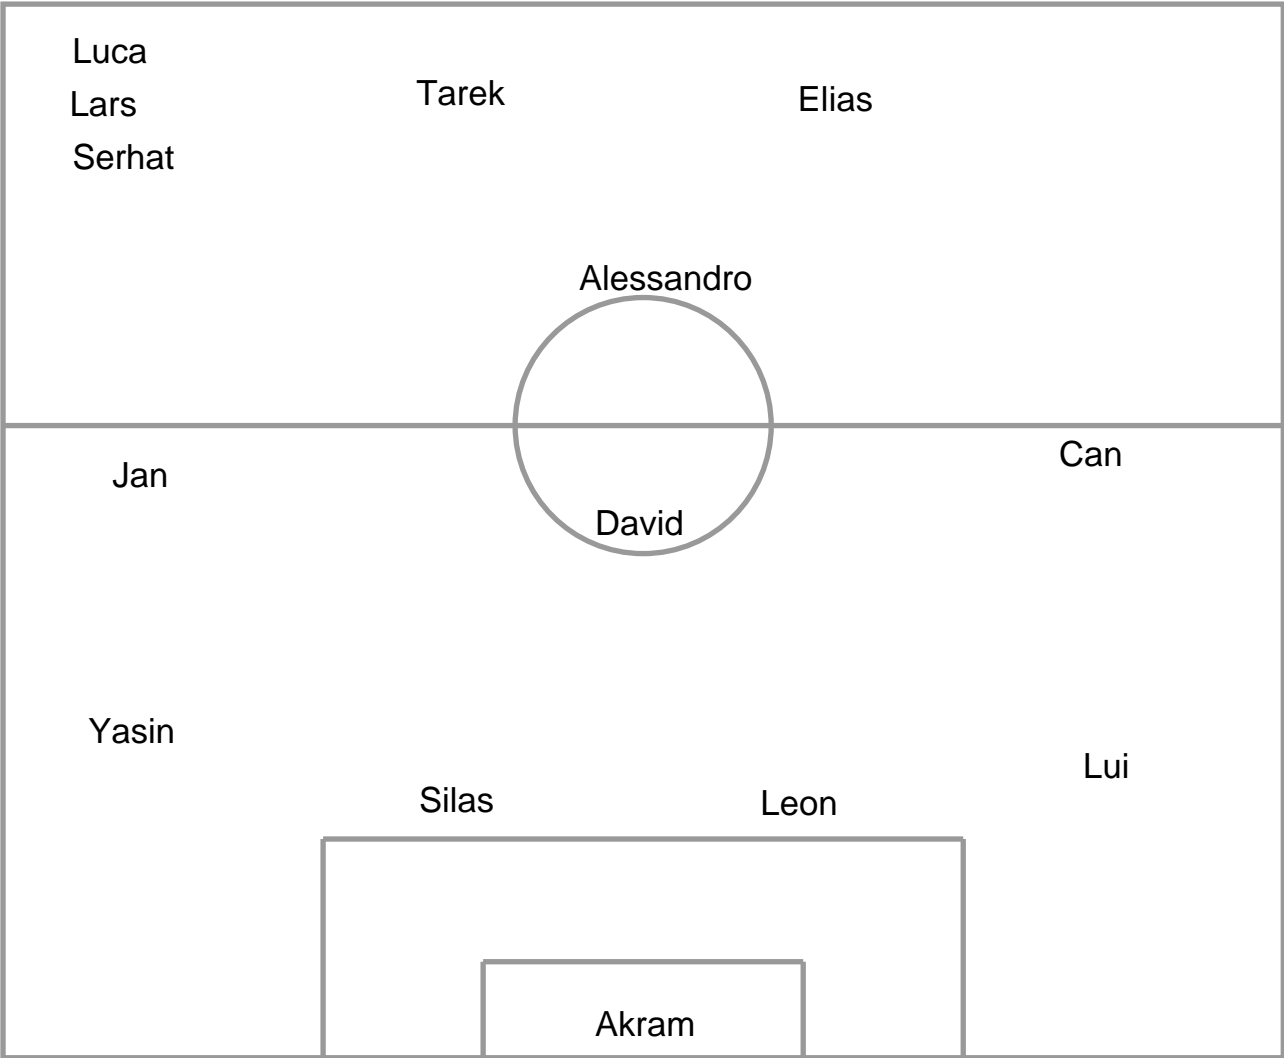 Luca
Lars
Serhat
Tarek
Elias
Alessandro
Jan
Can
David
Yasin
Lui
Silas
Leon
Akram